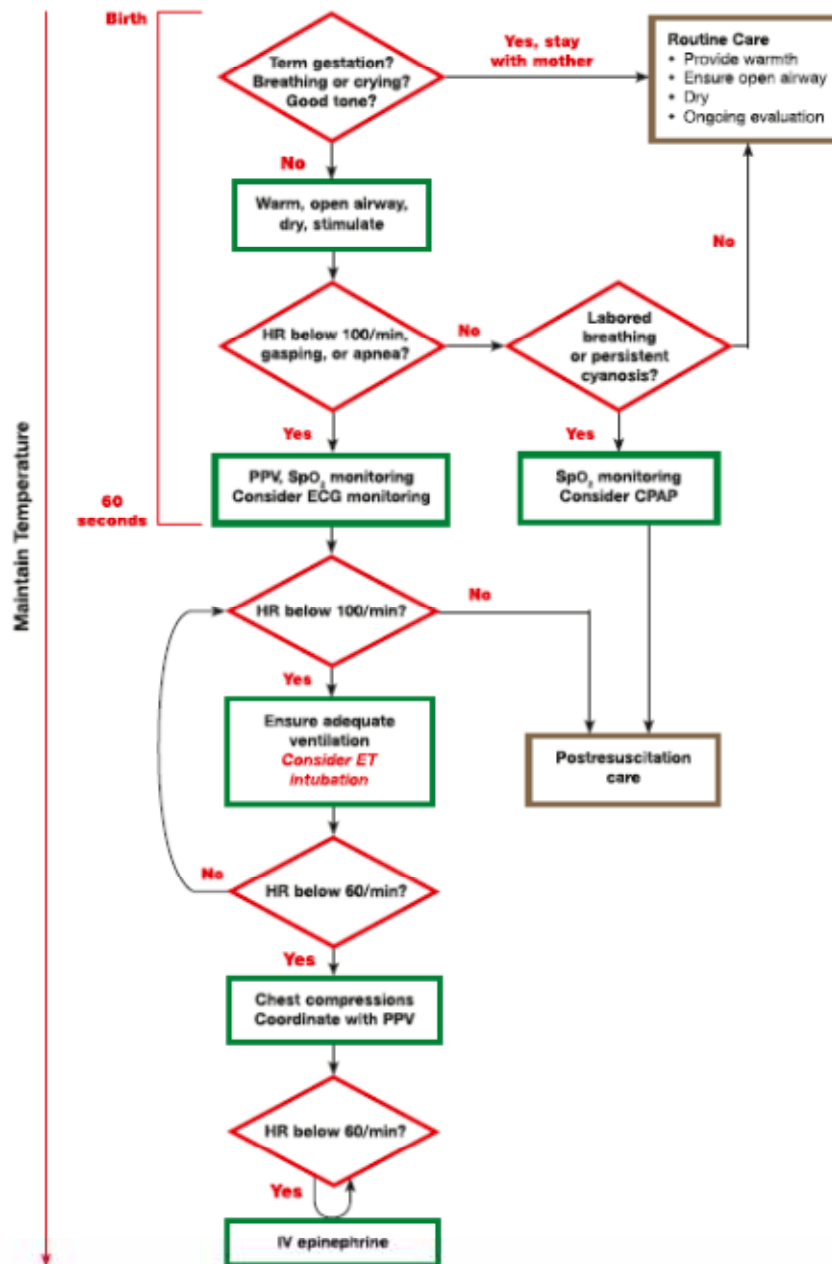 Birth
Term gestation?
Breathing or crying?
Good tone?
Yes, stay
with mother
Routine Care
• Provide warmth
• Ensure open airway
• Dry
• Ongoing evaluation
No
Warm, open airway,
dry, stimulate
No
HR below 100/min,
gasping, or apnea?
No
Labored
breathing
or persistent
cyanosis?
Yes
Yes
PPV, SpO₂ monitoring
Consider ECG monitoring
SpO₂ monitoring
Consider CPAP
60
seconds
Maintain Temperature
HR below 100/min?
No
Yes
Ensure adequate
ventilation
Consider ET
intubation
Postresuscitation
care
No
HR below 60/min?
Yes
Chest compressions
Coordinate with PPV
HR below 60/min?
Yes
IV epinephrine